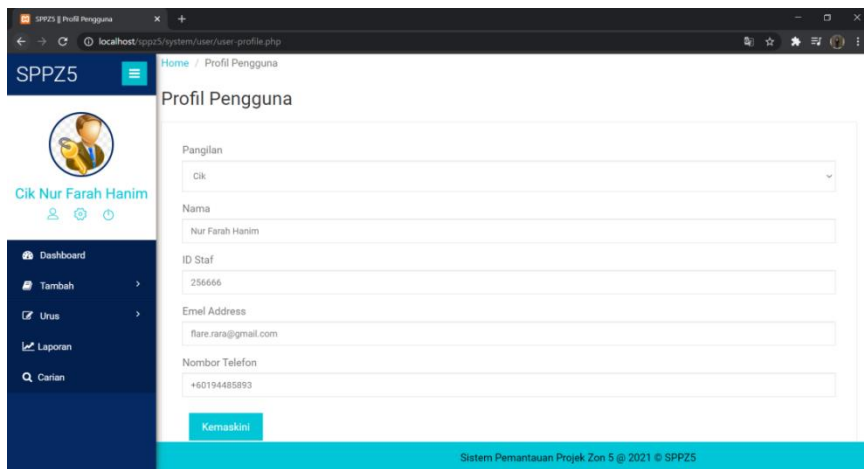 SPPZ5 || Profil Pengguna
localhost/sppz5/system/user/user-profile.php
SPPZ5
Home / Profil Pengguna
Profil Pengguna
Cik Nur Farah Hanim
Dashboard
Tambah
Urus
Laporan
Carian
Pangilan
Cik
Nama
Nur Farah Hanim
ID Staf
256666
Emel Address
flare.rara@gmail.com
Nombor Telefon
+60194485893
Kemaskini
Sistem Pemantauan Projek Zon 5 @ 2021 © SPPZ5